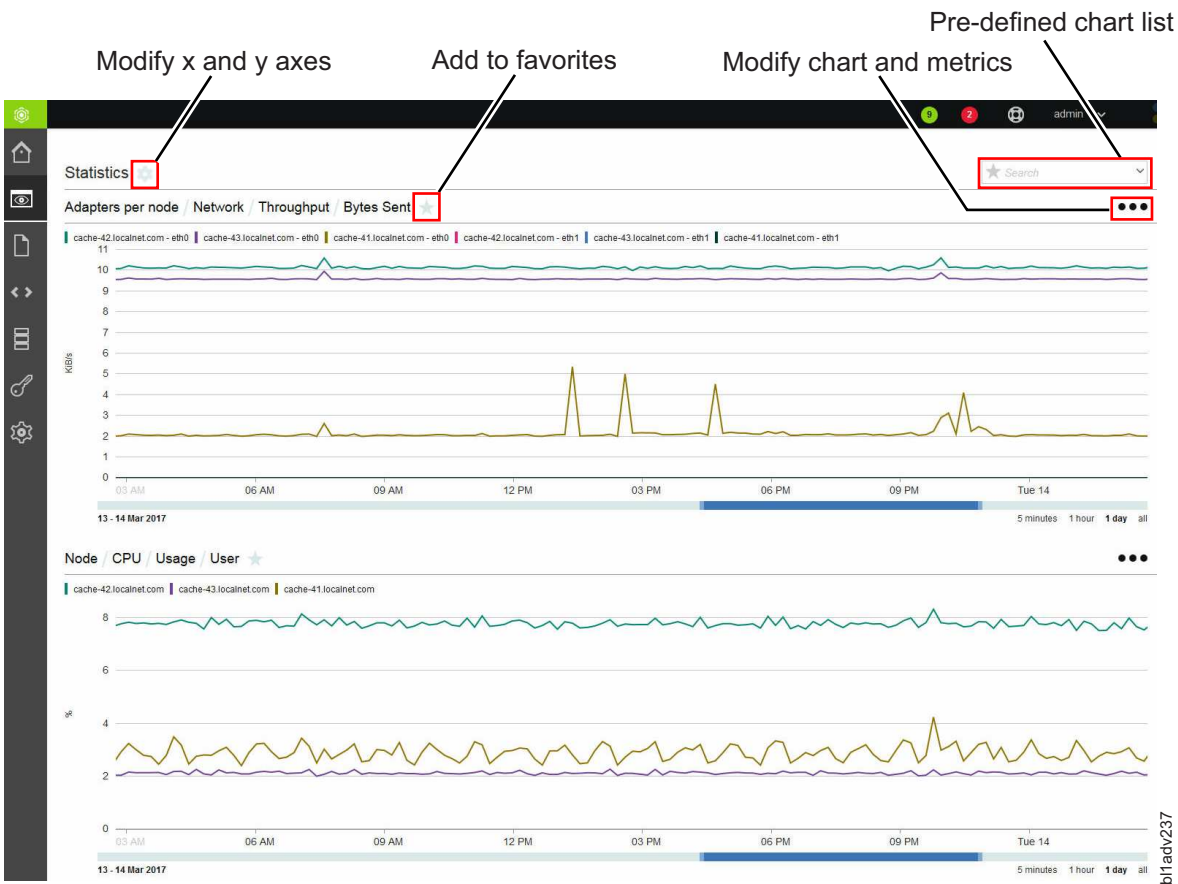 Pre-defined chart list
Modify x and y axes
Add to favorites
Modify chart and metrics
9
2
admin
Statistics
Search
Adapters per node / Network / Throughput / Bytes Sent
cache-42.localnet.com - eth0 cache-43.localnet.com - eth0 cache-41.localnet.com - eth0 cache-42.localnet.com - eth1 cache-43.localnet.com - eth1 cache-41.localnet.com - eth1
11
10
9
8
7
6
KiB/s
5
4
3
2
1
0
03 AM 06 AM 09 AM 12 PM 03 PM 06 PM 09 PM Tue 14
13 - 14 Mar 2017 5 minutes 1 hour 1 day all
Node / CPU / Usage / User
cache-42.localnet.com cache-43.localnet.com cache-41.localnet.com
8
6
%
4
2
0
03 AM 06 AM 09 AM 12 PM 03 PM 06 PM 09 PM Tue 14
13 - 14 Mar 2017 5 minutes 1 hour 1 day all
bl1adv237